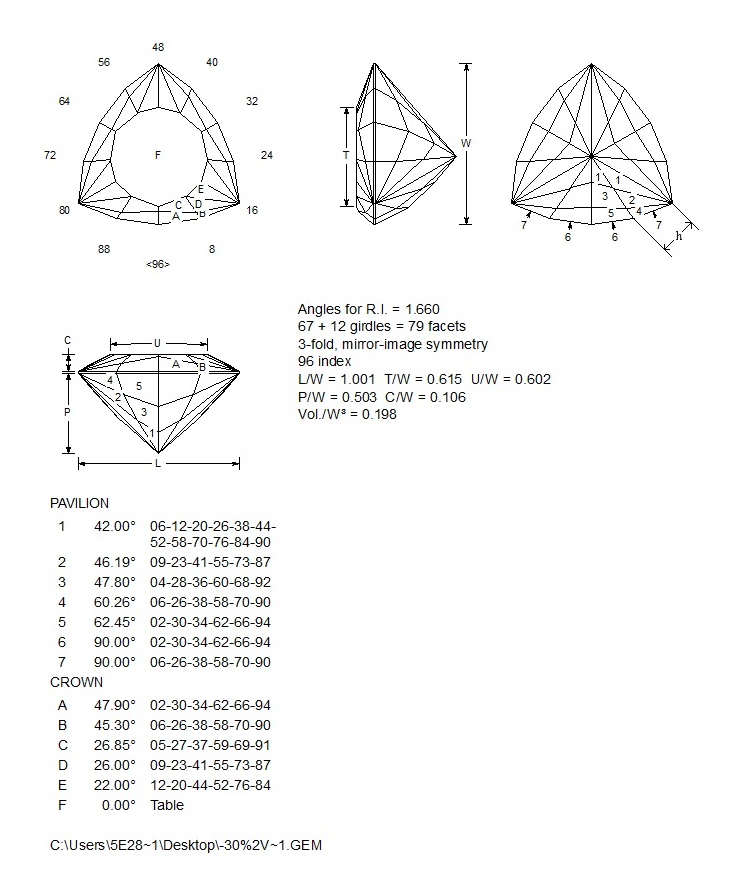 48
56 40
64 32
72 F 24
E
C D
80 A B 16
88 8
<96>
T W
1 1
3 2
5 4
7 6 6 7
h
C U
A B
4 5
2
P 3
1
L
Angles for R.I. = 1.660
67 + 12 girdles = 79 facets
3-fold, mirror-image symmetry
96 index
L/W = 1.001 T/W = 0.615 U/W = 0.602
P/W = 0.503 C/W = 0.106
Vol./W³ = 0.198
PAVILION
1 42.00° 06-12-20-26-38-44-
52-58-70-76-84-90
2 46.19° 09-23-41-55-73-87
3 47.80° 04-28-36-60-68-92
4 60.26° 06-26-38-58-70-90
5 62.45° 02-30-34-62-66-94
6 90.00° 02-30-34-62-66-94
7 90.00° 06-26-38-58-70-90
CROWN
A 47.90° 02-30-34-62-66-94
B 45.30° 06-26-38-58-70-90
C 26.85° 05-27-37-59-69-91
D 26.00° 09-23-41-55-73-87
E 22.00° 12-20-44-52-76-84
F 0.00° Table
C:\Users\5E28~1\Desktop\-30%2V~1.GEM